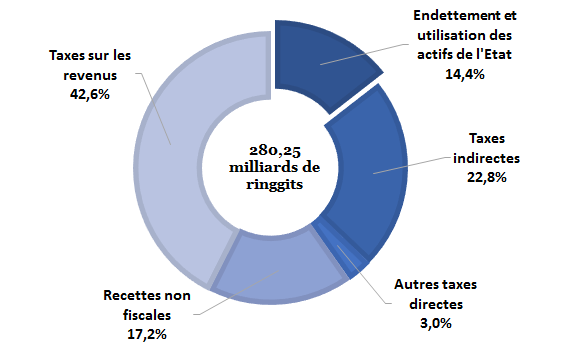 Endettement et
utilisation des
actifs de l'Etat
14,4%
Taxes
indirectes
22,8%
Autres taxes
directes
3,0%
Recettes non
fiscales
17,2%
Taxes sur les
revenus
42,6%
280,25
milliards de
ringgits